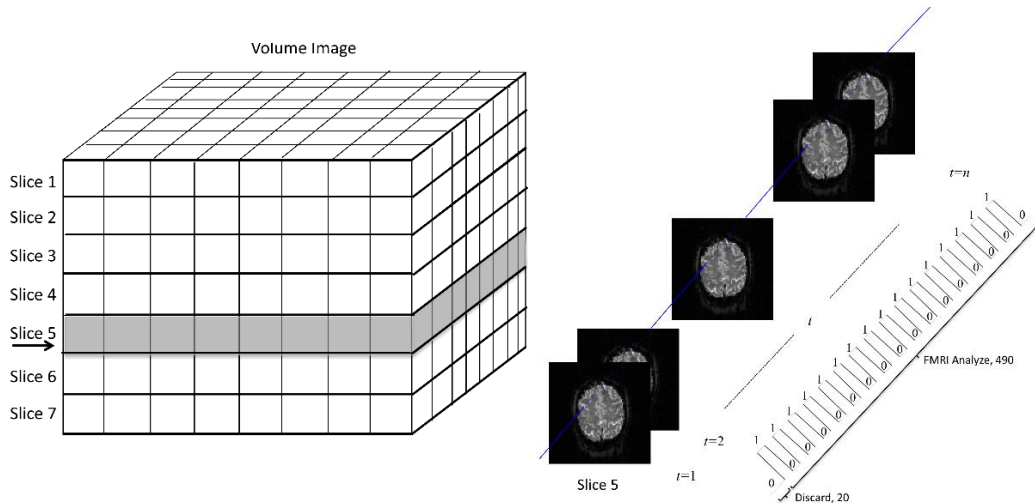 Volume Image
Slice 1
Slice 2
Slice 3
Slice 4
Slice 5
Slice 6
Slice 7
Slice 5
t=1
t=2
t
t=n
1 1 1 1 1 1 1 1 1 1 1 1 1 1 1 1
0 0 0 0 0 0 0 0 0 0 0 0 0 0 0 0 0
FMRI Analyze, 490
Discard, 20